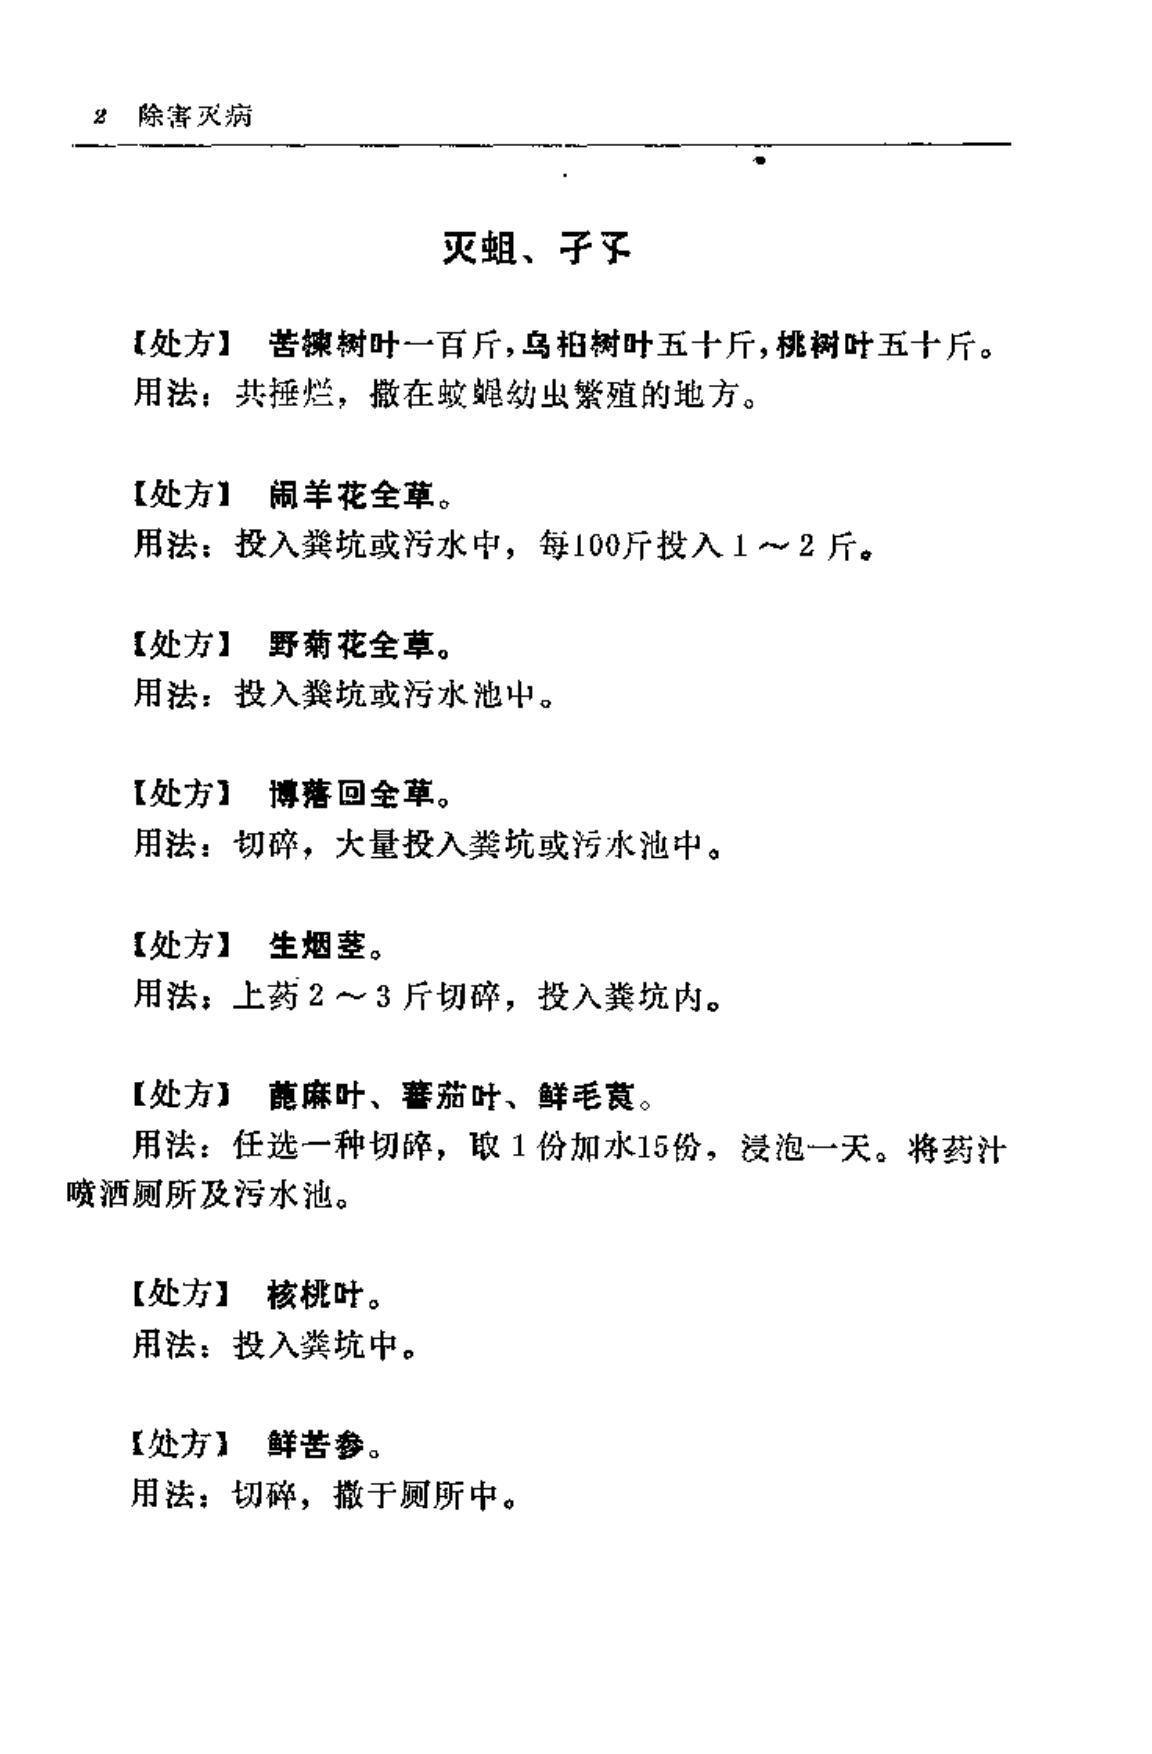 2 除害灭病
灭蛆、孑孓
【处方】 苦楝树叶一百斤，乌桕树叶五十斤，桃树叶五十斤。
用法：共捶烂，撒在蚊蝇幼虫繁殖的地方。
【处方】 闹羊花全草。
用法：投入粪坑或污水中，每100斤投入1～2斤。
【处方】 野菊花全草。
用法：投入粪坑或污水池中。
【处方】 博落回全草。
用法：切碎，大量投入粪坑或污水池中。
【处方】 生烟茎。
用法：上药2～3斤切碎，投入粪坑内。
【处方】 蓖麻叶、蕃茄叶、鲜毛茛。
用法：任选一种切碎，取1份加水15份，浸泡一天。将药汁
喷洒厕所及污水池。
【处方】 核桃叶。
用法：投入粪坑中。
【处方】 鲜苦参。
用法：切碎，撒于厕所中。